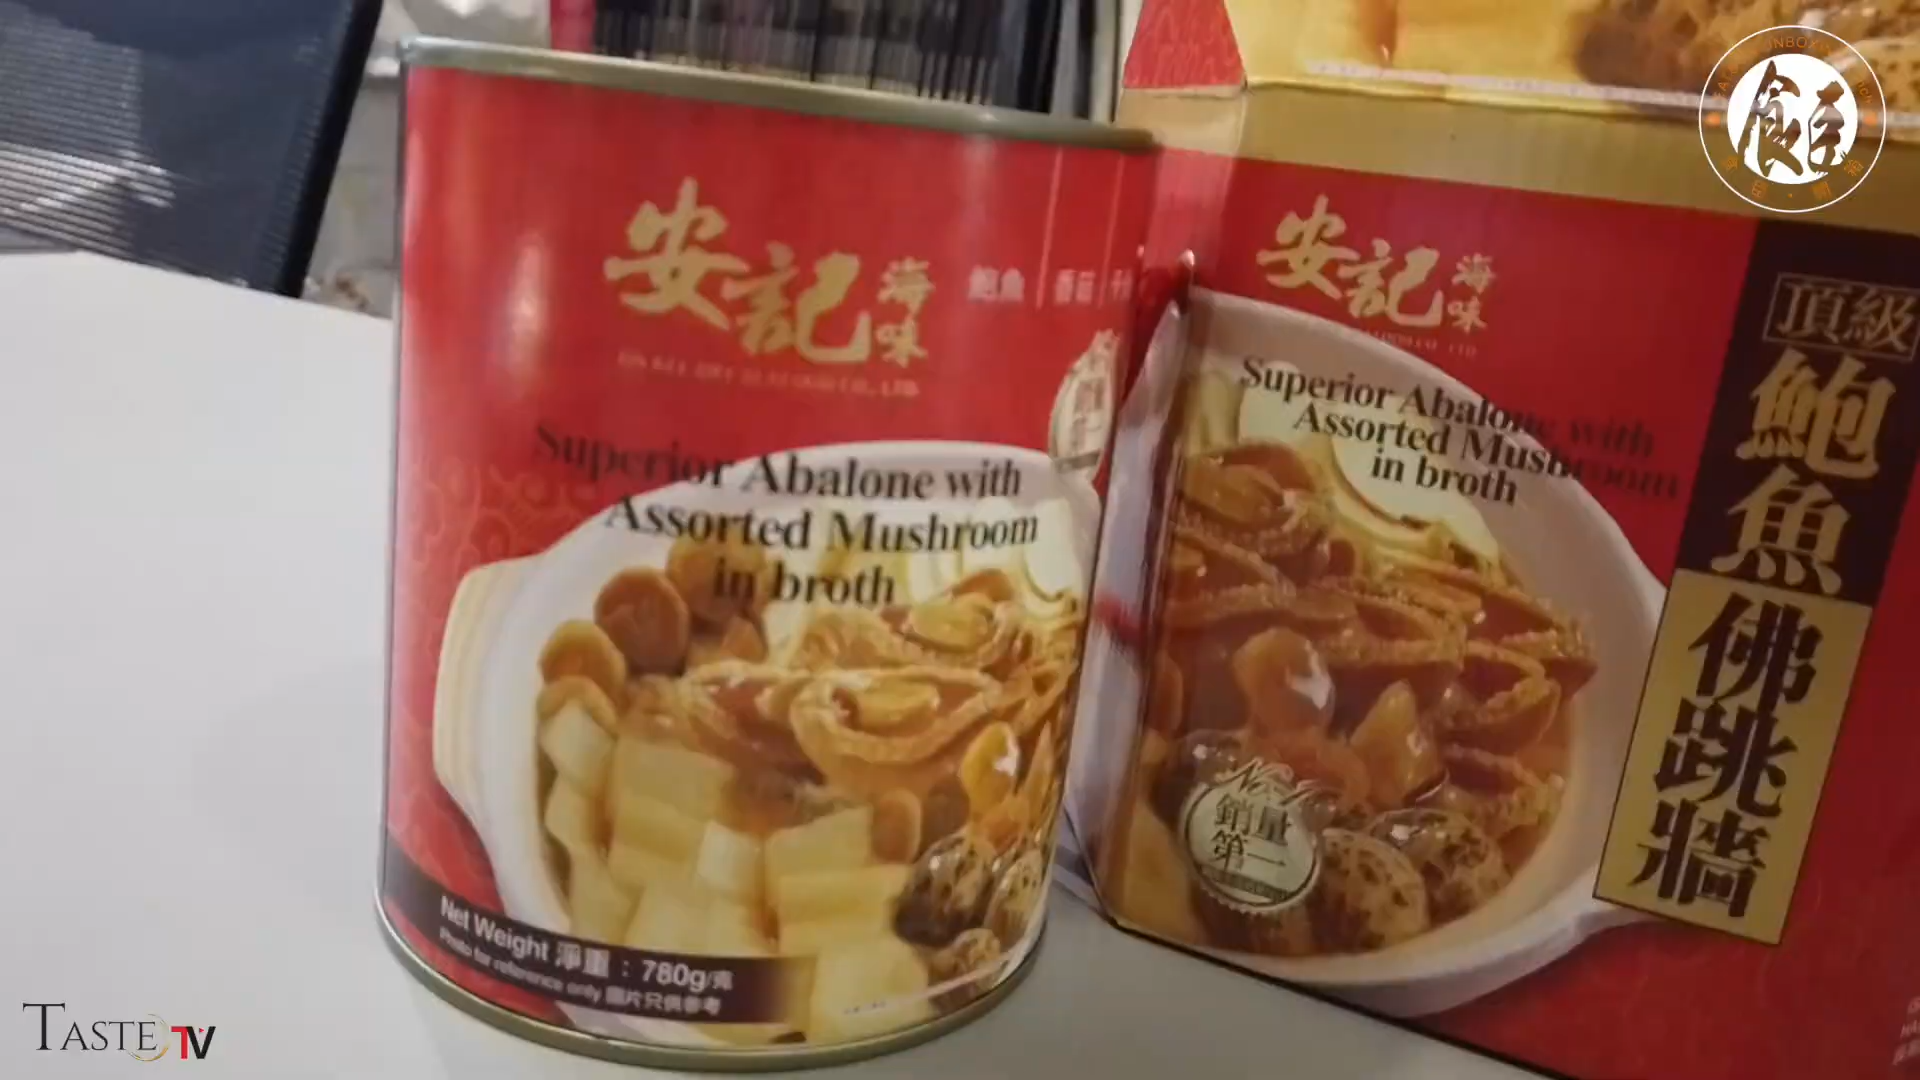 安記海味
鮑魚
Superior Abalone with
Assorted Mushroom
in broth
Net Weight 淨重：780g/克
Photo for reference only 圖片只供參考
安記海味
Superior Abalone with
Assorted Mushroom
in broth
No.1
銷量
第一
頂級
鮑魚
佛跳牆
TASTE TV